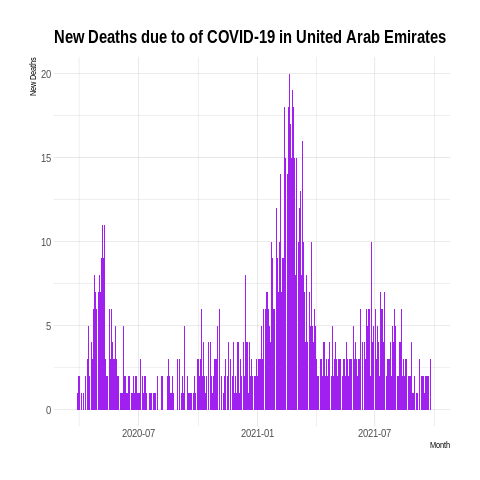 New Deaths due to of COVID-19 in United Arab Emirates
New Deaths
20
15
10
5
0
2020-07
2021-01
2021-07
Month